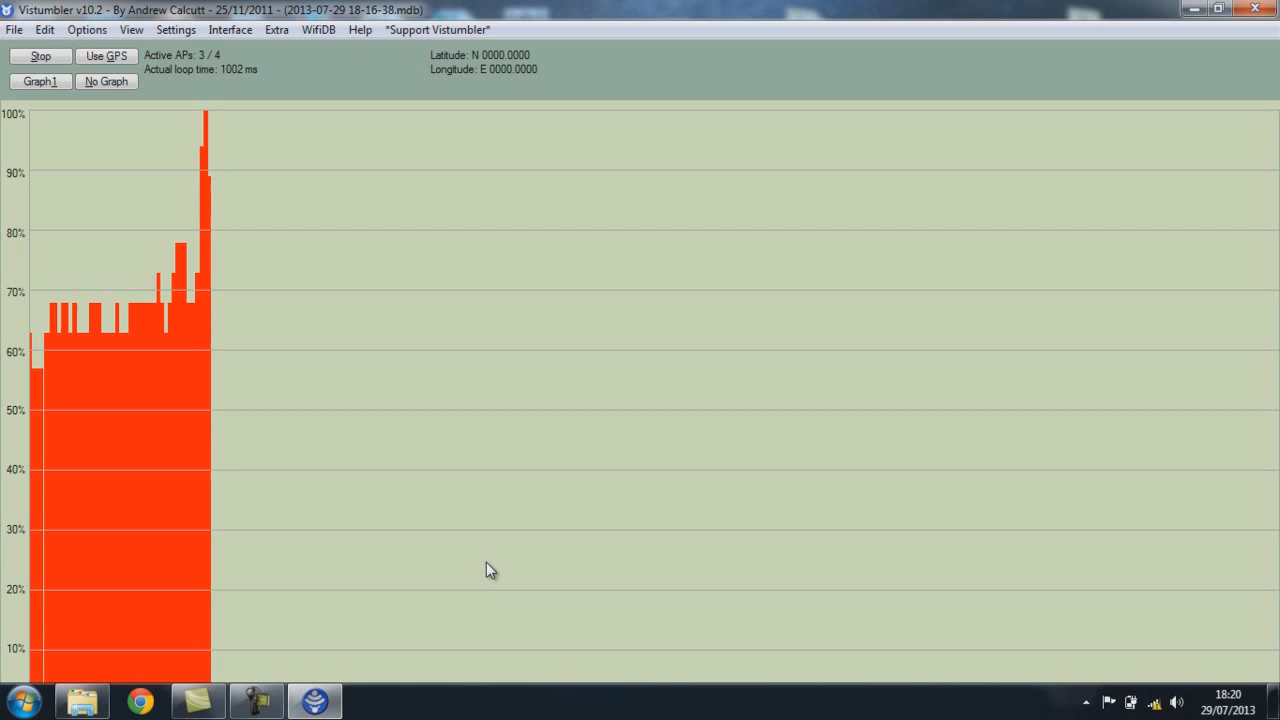 Vistumbler v10.2 - By Andrew Calcutt - 25/11/2011 - (2013-07-29 18-16-38.mdb)
File Edit Options View Settings Interface Extra WifiDB Help *Support Vistumbler*
Stop Use GPS Active APs: 3 / 4 Latitude: N 0000.0000
Actual loop time: 1002 ms Longitude: E 0000.0000
Graph1 No Graph
100%
90%
80%
70%
60%
50%
40%
30%
20%
10%
18:20
29/07/2013